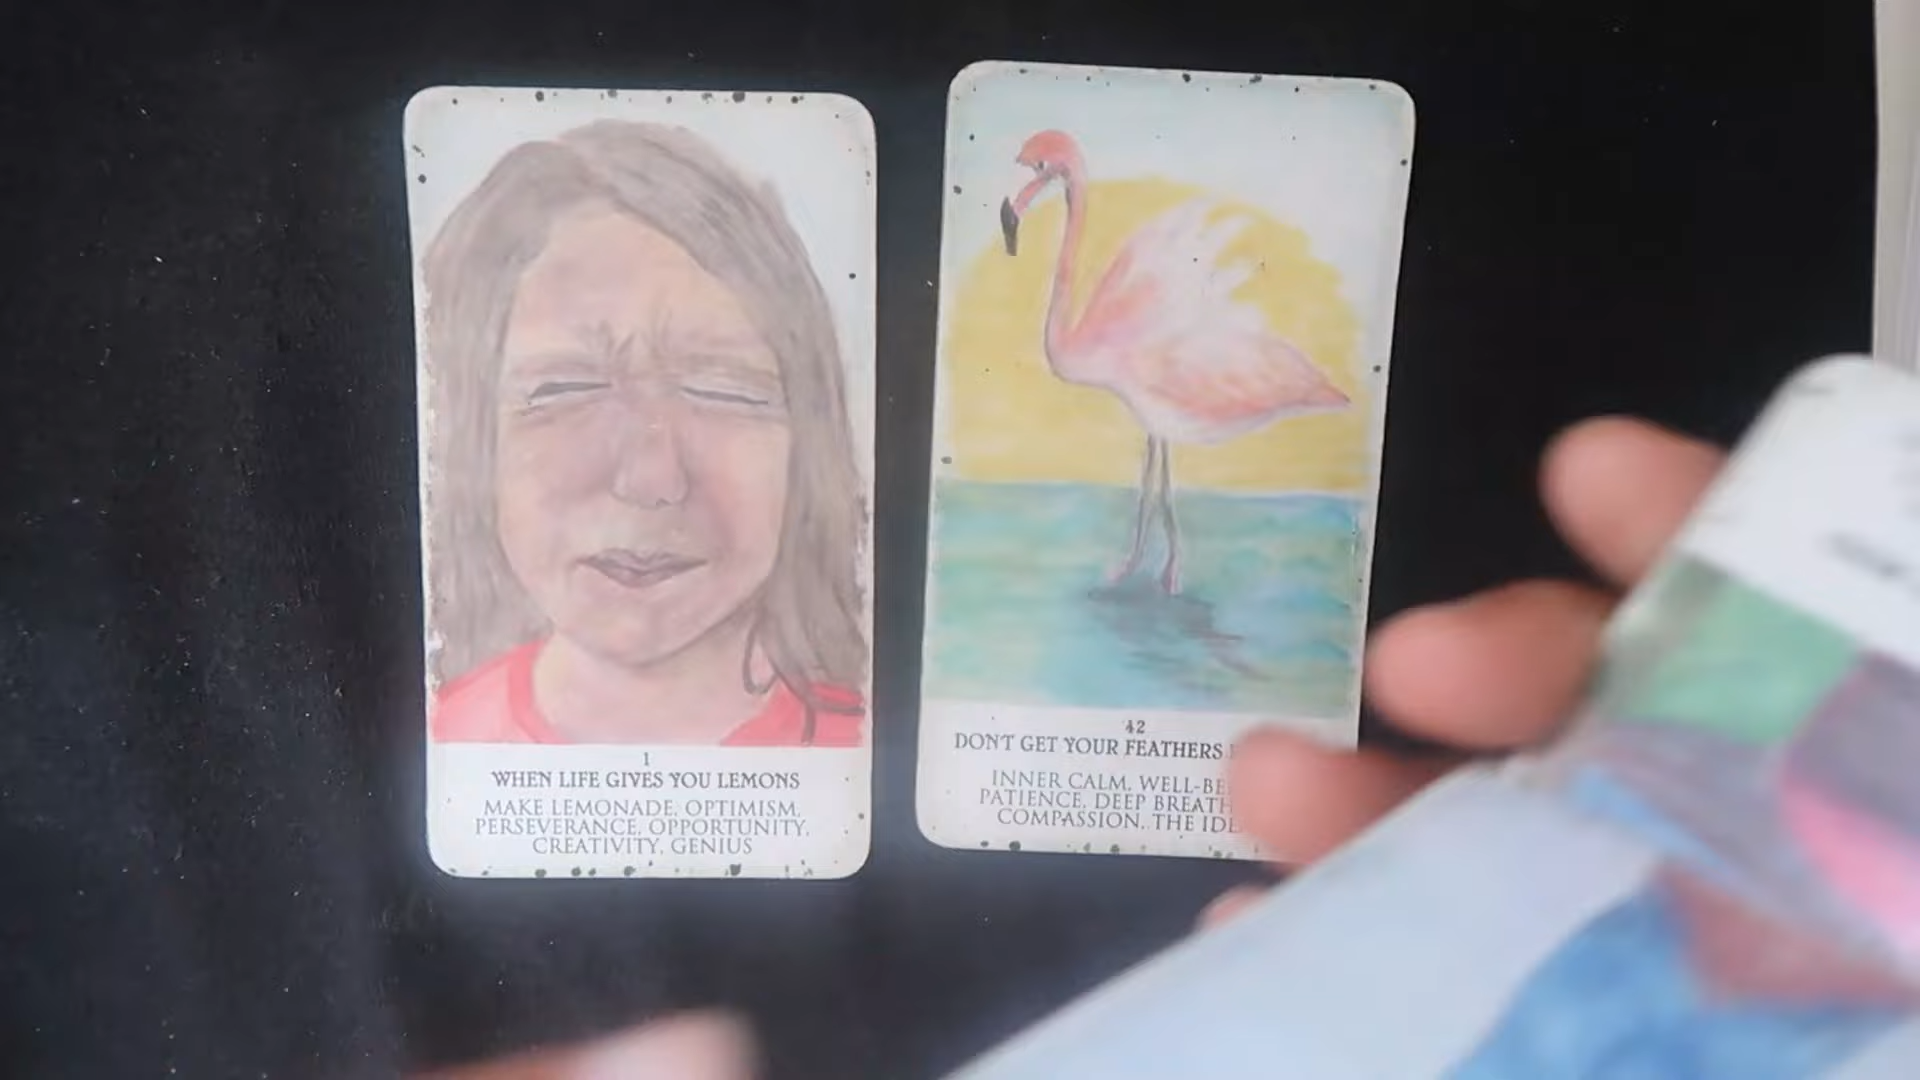 1
WHEN LIFE GIVES YOU LEMONS
MAKE LEMONADE, OPTIMISM,
PERSEVERANCE, OPPORTUNITY,
CREATIVITY, GENIUS
42
DON'T GET YOUR FEATHERS
INNER CALM,
PATIENCE, DEEP
COMPASSION, THE